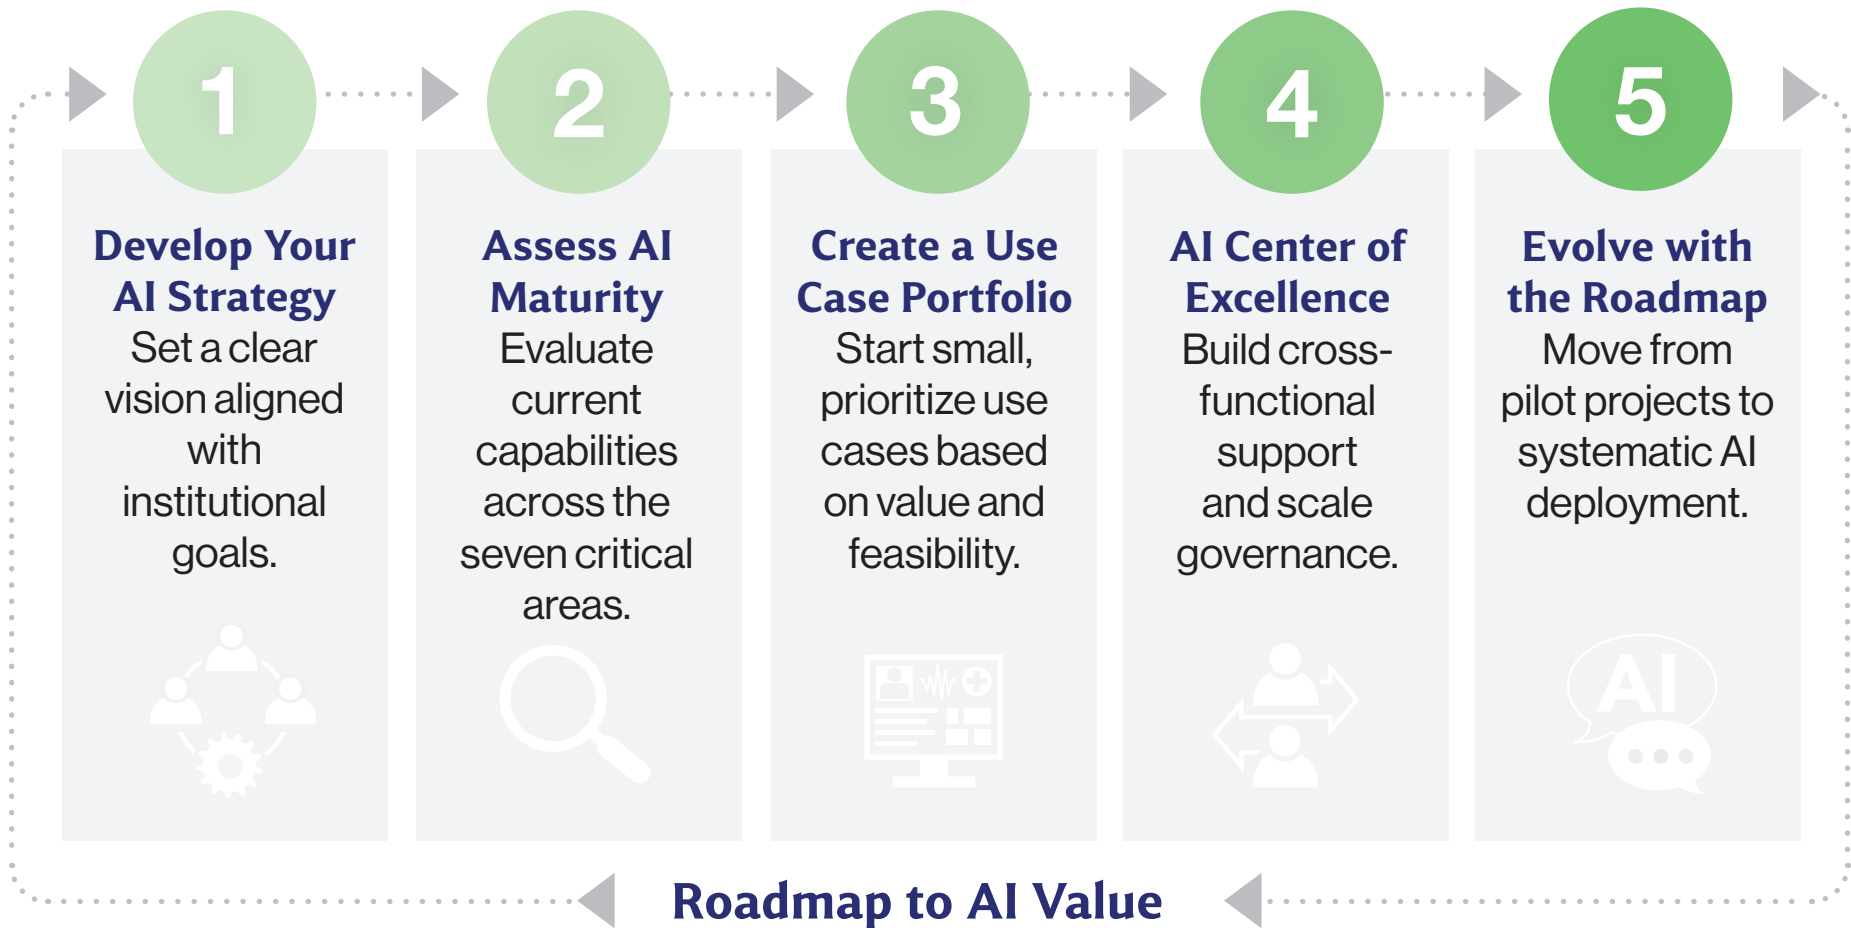 1
Develop Your
AI Strategy
Set a clear
vision aligned
with
institutional
goals.
2
Assess AI
Maturity
Evaluate
current
capabilities
across the
seven critical
areas.
3
Create a Use
Case Portfolio
Start small,
prioritize use
cases based
on value and
feasibility.
4
AI Center of
Excellence
Build cross-
functional
support
and scale
governance.
5
Evolve with
the Roadmap
Move from
pilot projects to
systematic AI
deployment.
AI
Roadmap to AI Value